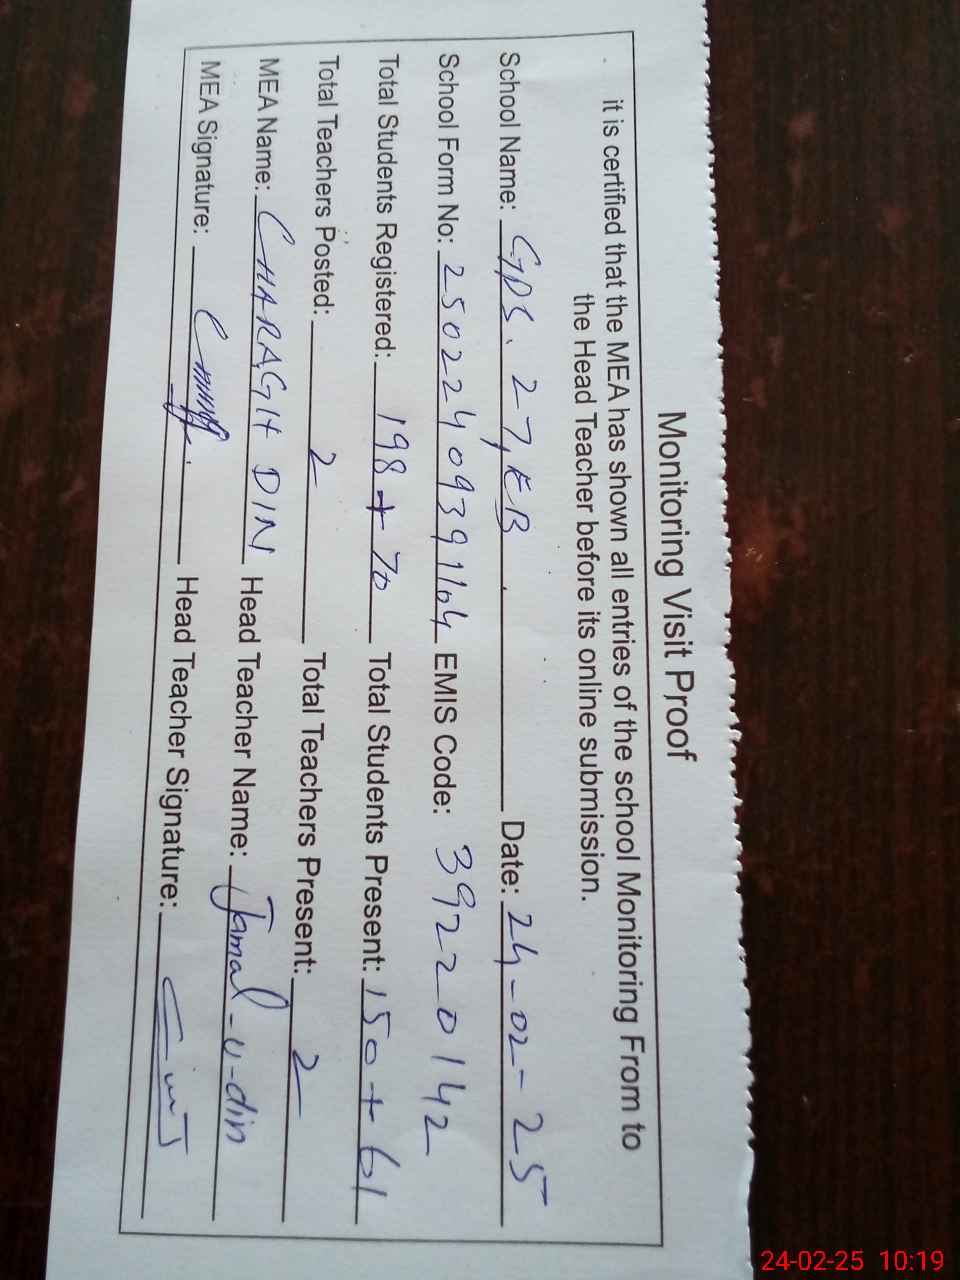 Monitoring Visit Proof
it is certified that the MEA has shown all entries of the school Monitoring From to
the Head Teacher before its online submission.
School Name: GPS. 27, EB. Date: 24-02-25
School Form No: 25022409391164 EMIS Code: 39220142
Total Students Registered: 198 + 70 Total Students Present: 150 + 61
Total Teachers Posted: 2 Total Teachers Present: 2
MEA Name: CHARAGH DIN Head Teacher Name: Jamal-u-din
MEA Signature: Head Teacher Signature:
24-02-25 10:19